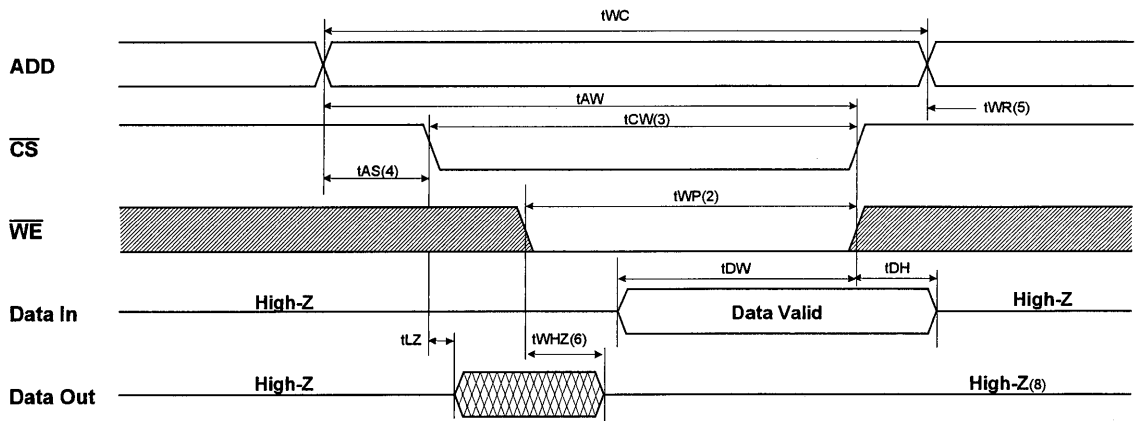 tWC
ADD
tAW
tWR(5)
tCW(3)
CS
tAS(4)
tWP(2)
WE
tDW
tDH
High-Z
Data In
Data Valid
High-Z
tLZ
tWHZ(6)
High-Z
Data Out
High-Z(8)